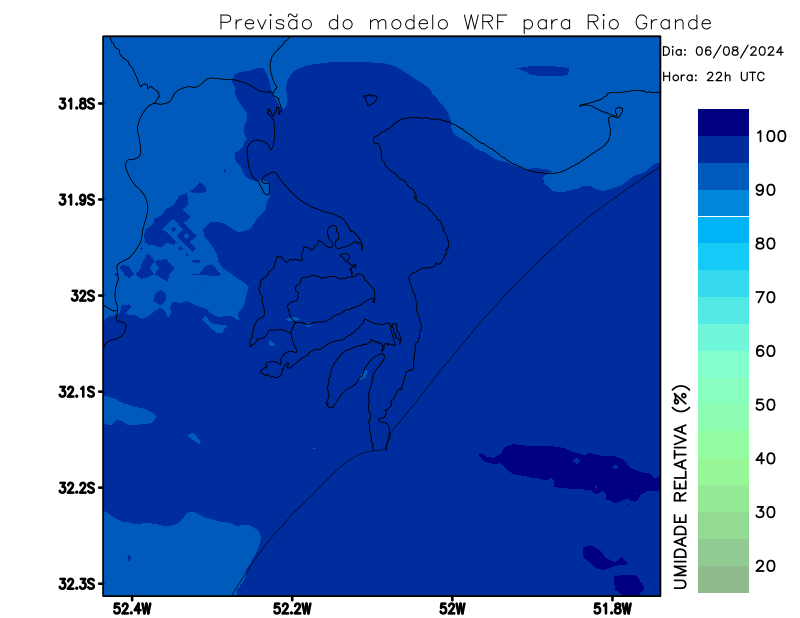 Previsão do modelo WRF para Rio Grande
Dia: 06/08/2024
Hora: 22h UTC
31.8S
31.9S
32S
32.1S
32.2S
32.3S
52.4W
52.2W
52W
51.8W
100
90
80
70
60
50
40
30
20
UMIDADE RELATIVA (%)